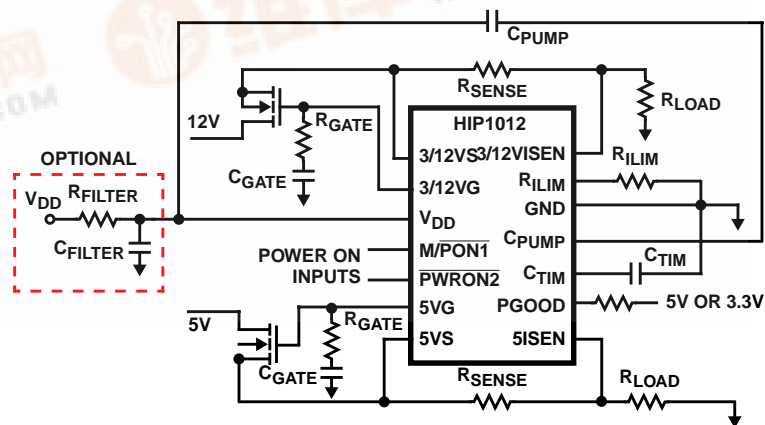 CPUMP
RSENSE
RLOAD
12V
RGATE
CGATE
HIP1012
3/12VS
3/12VISEN
3/12VG
RILIM
RILIM
GND
OPTIONAL
VDD
RFILTER
CFILTER
VDD
CPUMP
POWER ON
INPUTS
M/PON1
PWRON2
CTIM
CTIM
5VG
PGOOD
5V OR 3.3V
5V
RGATE
CGATE
5VS
5ISEN
RSENSE
RLOAD